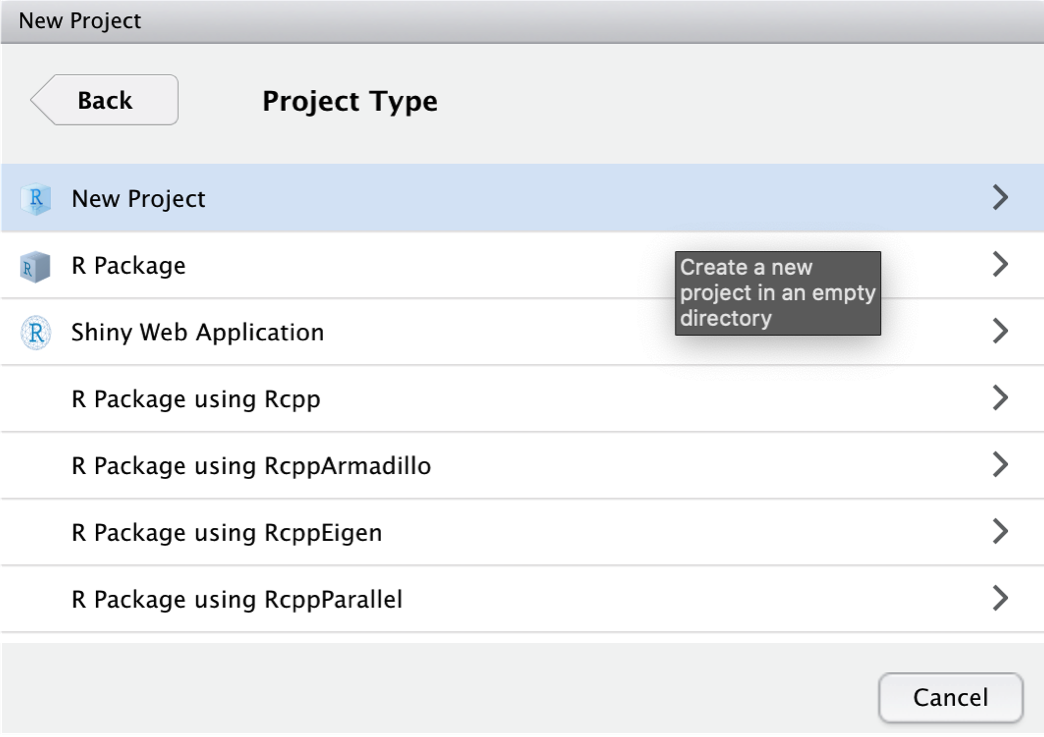 New Project
Back
Project Type
R New Project
R R Package
R Shiny Web Application
R Package using Rcpp
R Package using RcppArmadillo
R Package using RcppEigen
R Package using RcppParallel
Create a new
project in an empty
directory
Cancel